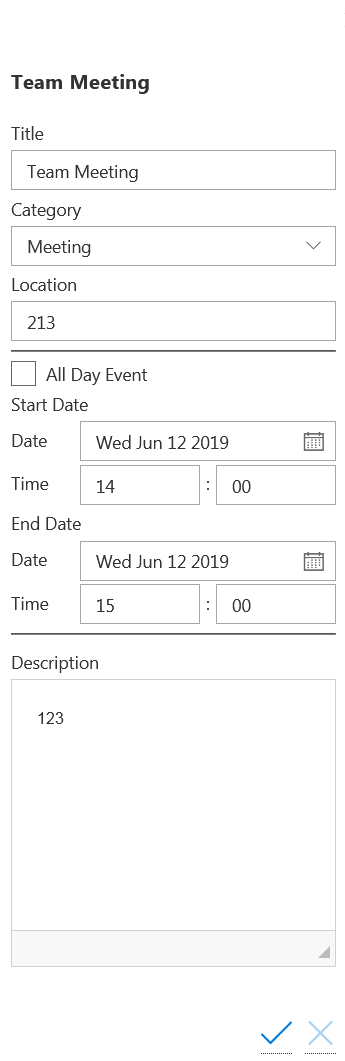 Team Meeting
Title
Team Meeting
Category
Meeting
Location
213
All Day Event
Start Date
Date Wed Jun 12 2019
Time 14 : 00
End Date
Date Wed Jun 12 2019
Time 15 : 00
Description
123